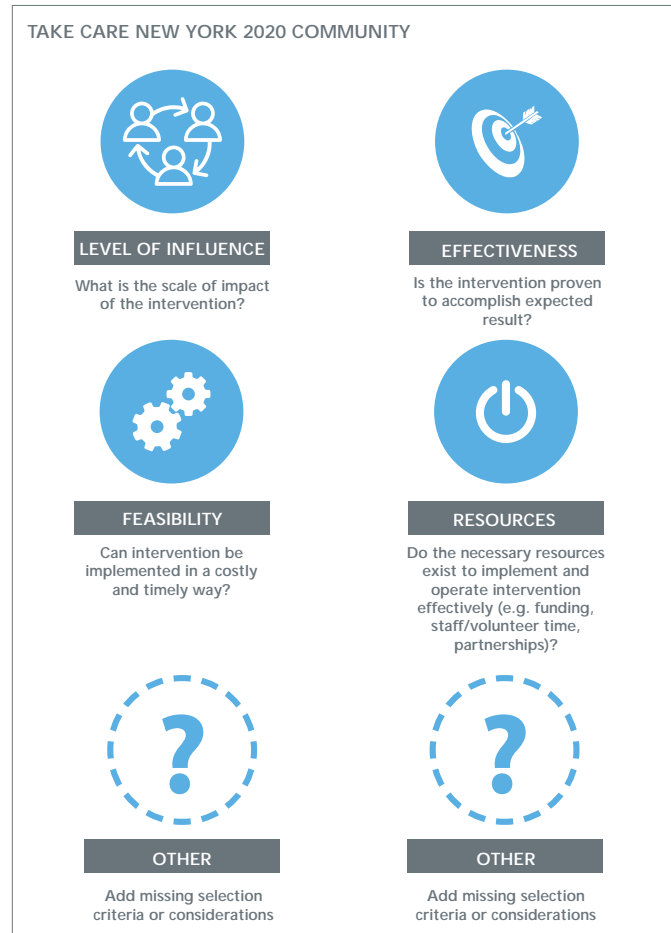 TAKE CARE NEW YORK 2020 COMMUNITY
LEVEL OF INFLUENCE
What is the scale of impact
of the intervention?
EFFECTIVENESS
Is the intervention proven
to accomplish expected
result?
FEASIBILITY
Can intervention be
implemented in a costly
and timely way?
RESOURCES
Do the necessary resources
exist to implement and
operate intervention
effectively (e.g. funding,
staff/volunteer time,
partnerships)?
?
OTHER
Add missing selection
criteria or considerations
?
OTHER
Add missing selection
criteria or considerations